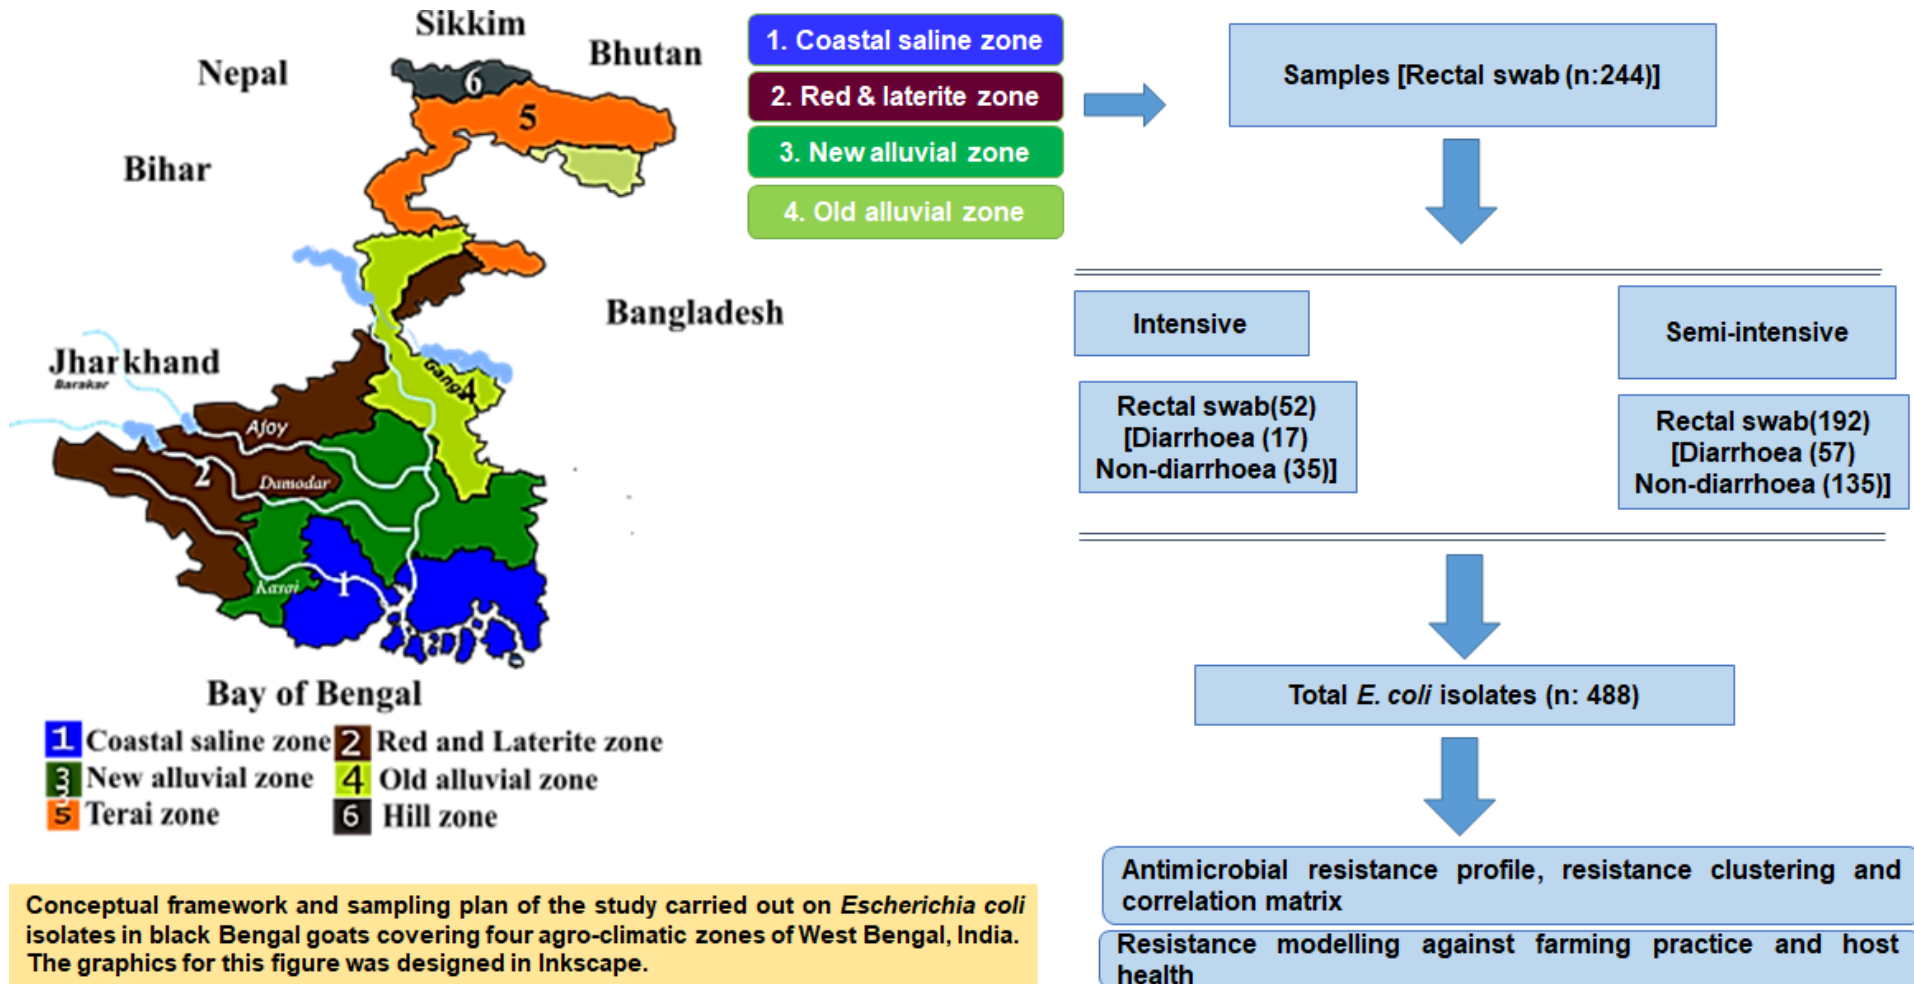 Sikkim
Nepal
Bhutan
6
5
Bihar
Bangladesh
Jharkhand
Barakar
Ganga
4
Ajoy
2
Damodar
Kasai
1
Bay of Bengal
1 Coastal saline zone
2 Red and Laterite zone
3 New alluvial zone
4 Old alluvial zone
5 Terai zone
6 Hill zone
1. Coastal saline zone
2. Red & laterite zone
3. New alluvial zone
4. Old alluvial zone
Samples [Rectal swab (n:244)]
Intensive
Rectal swab(52)
[Diarrhoea (17)
Non-diarrhoea (35)]
Semi-intensive
Rectal swab(192)
[Diarrhoea (57)
Non-diarrhoea (135)]
Total E. coli isolates (n: 488)
Antimicrobial resistance profile, resistance clustering and
correlation matrix
Resistance modelling against farming practice and host
health
Conceptual framework and sampling plan of the study carried out on Escherichia coli
isolates in black Bengal goats covering four agro-climatic zones of West Bengal, India.
The graphics for this figure was designed in Inkscape.